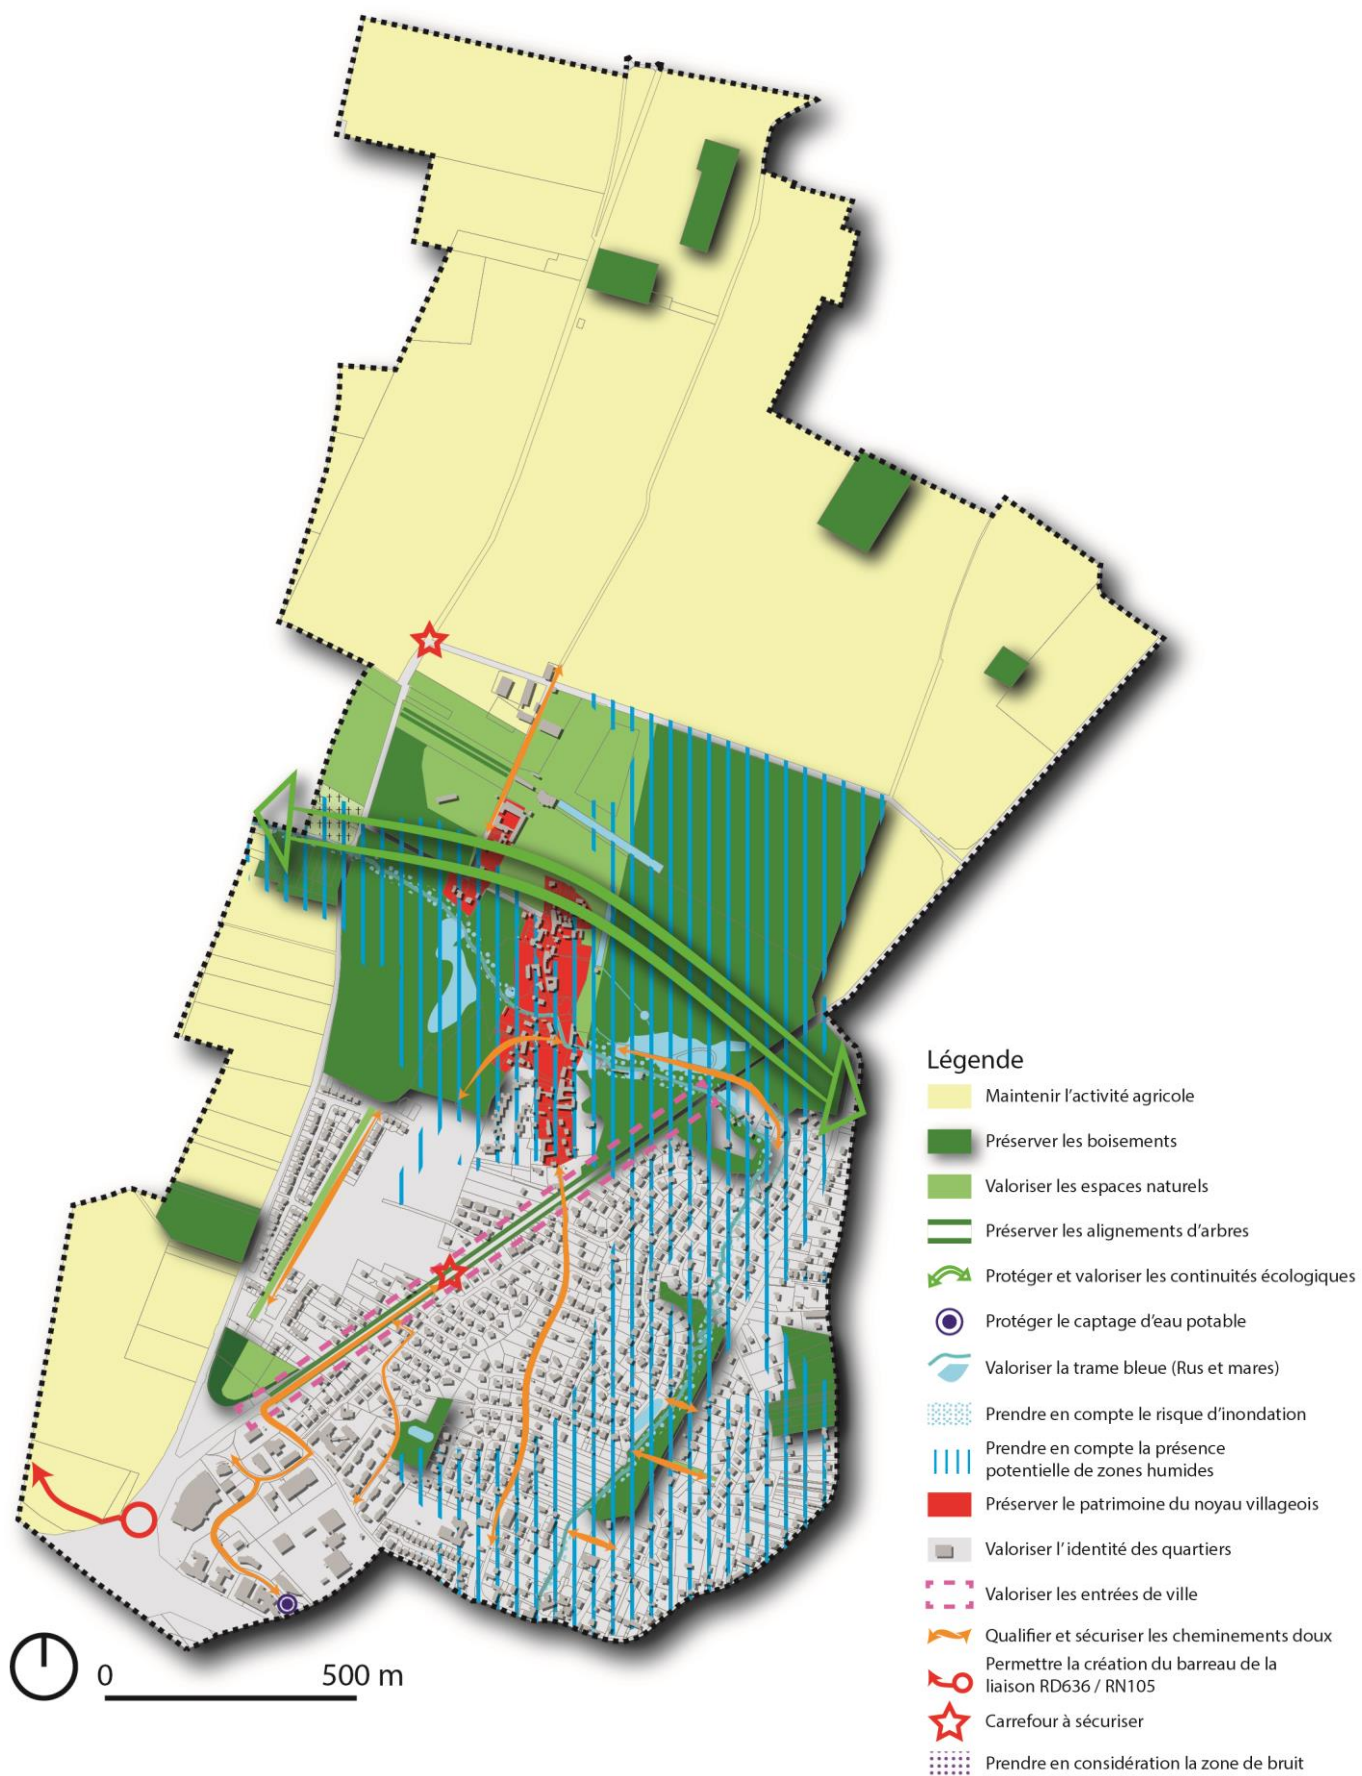 Légende
Maintenir l'activité agricole
Préserver les boisements
Valoriser les espaces naturels
Préserver les alignements d'arbres
Protéger et valoriser les continuités écologiques
Protéger le captage d'eau potable
Valoriser la trame bleue (Rus et mares)
Prendre en compte le risque d'inondation
Prendre en compte la présence
potentielle de zones humides
Préserver le patrimoine du noyau villageois
Valoriser l'identité des quartiers
Valoriser les entrées de ville
Qualifier et sécuriser les cheminements doux
Permettre la création du barreau de la
liaison RD636 / RN105
Carrefour à sécuriser
Prendre en considération la zone de bruit
0 500 m